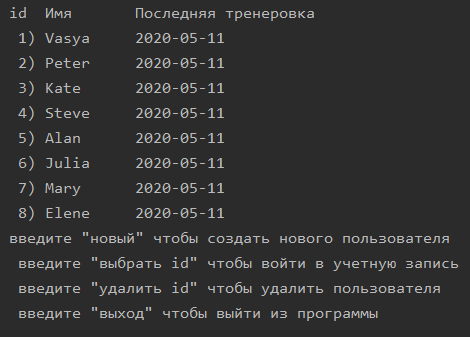 id  Имя       Последняя тренеровка
 1) Vasya     2020-05-11
 2) Peter     2020-05-11
 3) Kate      2020-05-11
 4) Steve     2020-05-11
 5) Alan      2020-05-11
 6) Julia     2020-05-11
 7) Mary      2020-05-11
 8) Elene     2020-05-11
введите "новый" чтобы создать нового пользователя
 введите "выбрать id" чтобы войти в учетную запись
 введите "удалить id" чтобы удалить пользователя
 введите "выход" чтобы выйти из программы